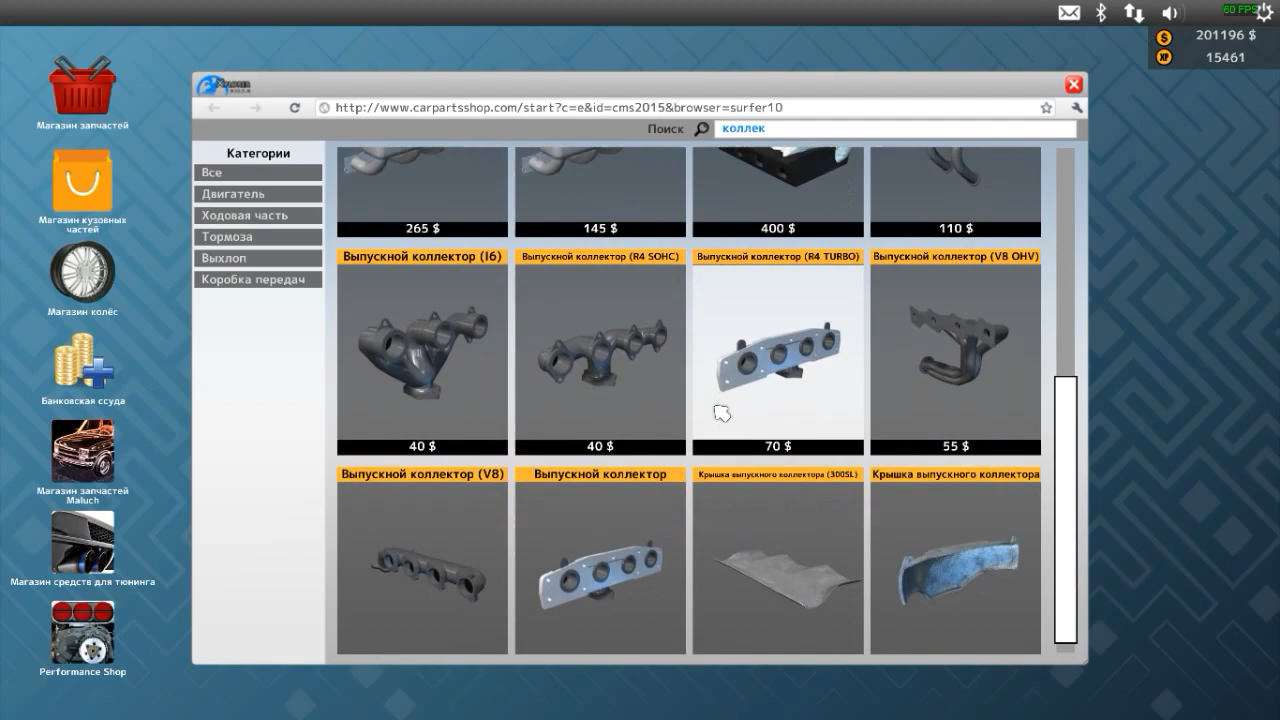 60 FPS
201196 $
15461
http://www.carpartsshop.com/start?c=e&id=cms2015&browser=surfer10
Поиск
коллек
Магазин запчастей
Магазин кузовных
частей
Магазин колёс
Банковская ссуда
Магазин запчастей
Maluch
Магазин средств для тюнинга
Performance Shop
Категории
Все
Двигатель
Ходовая часть
Тормоза
Выхлоп
Коробка передач
265 $
145 $
400 $
110 $
Выпускной коллектор (I6)
Выпускной коллектор (R4 SOHC)
Выпускной коллектор (R4 TURBO)
Выпускной коллектор (V8 OHV)
40 $
40 $
70 $
55 $
Выпускной коллектор (V8)
Выпускной коллектор
Крышка выпускного коллектора (300SL)
Крышка выпускного коллектора